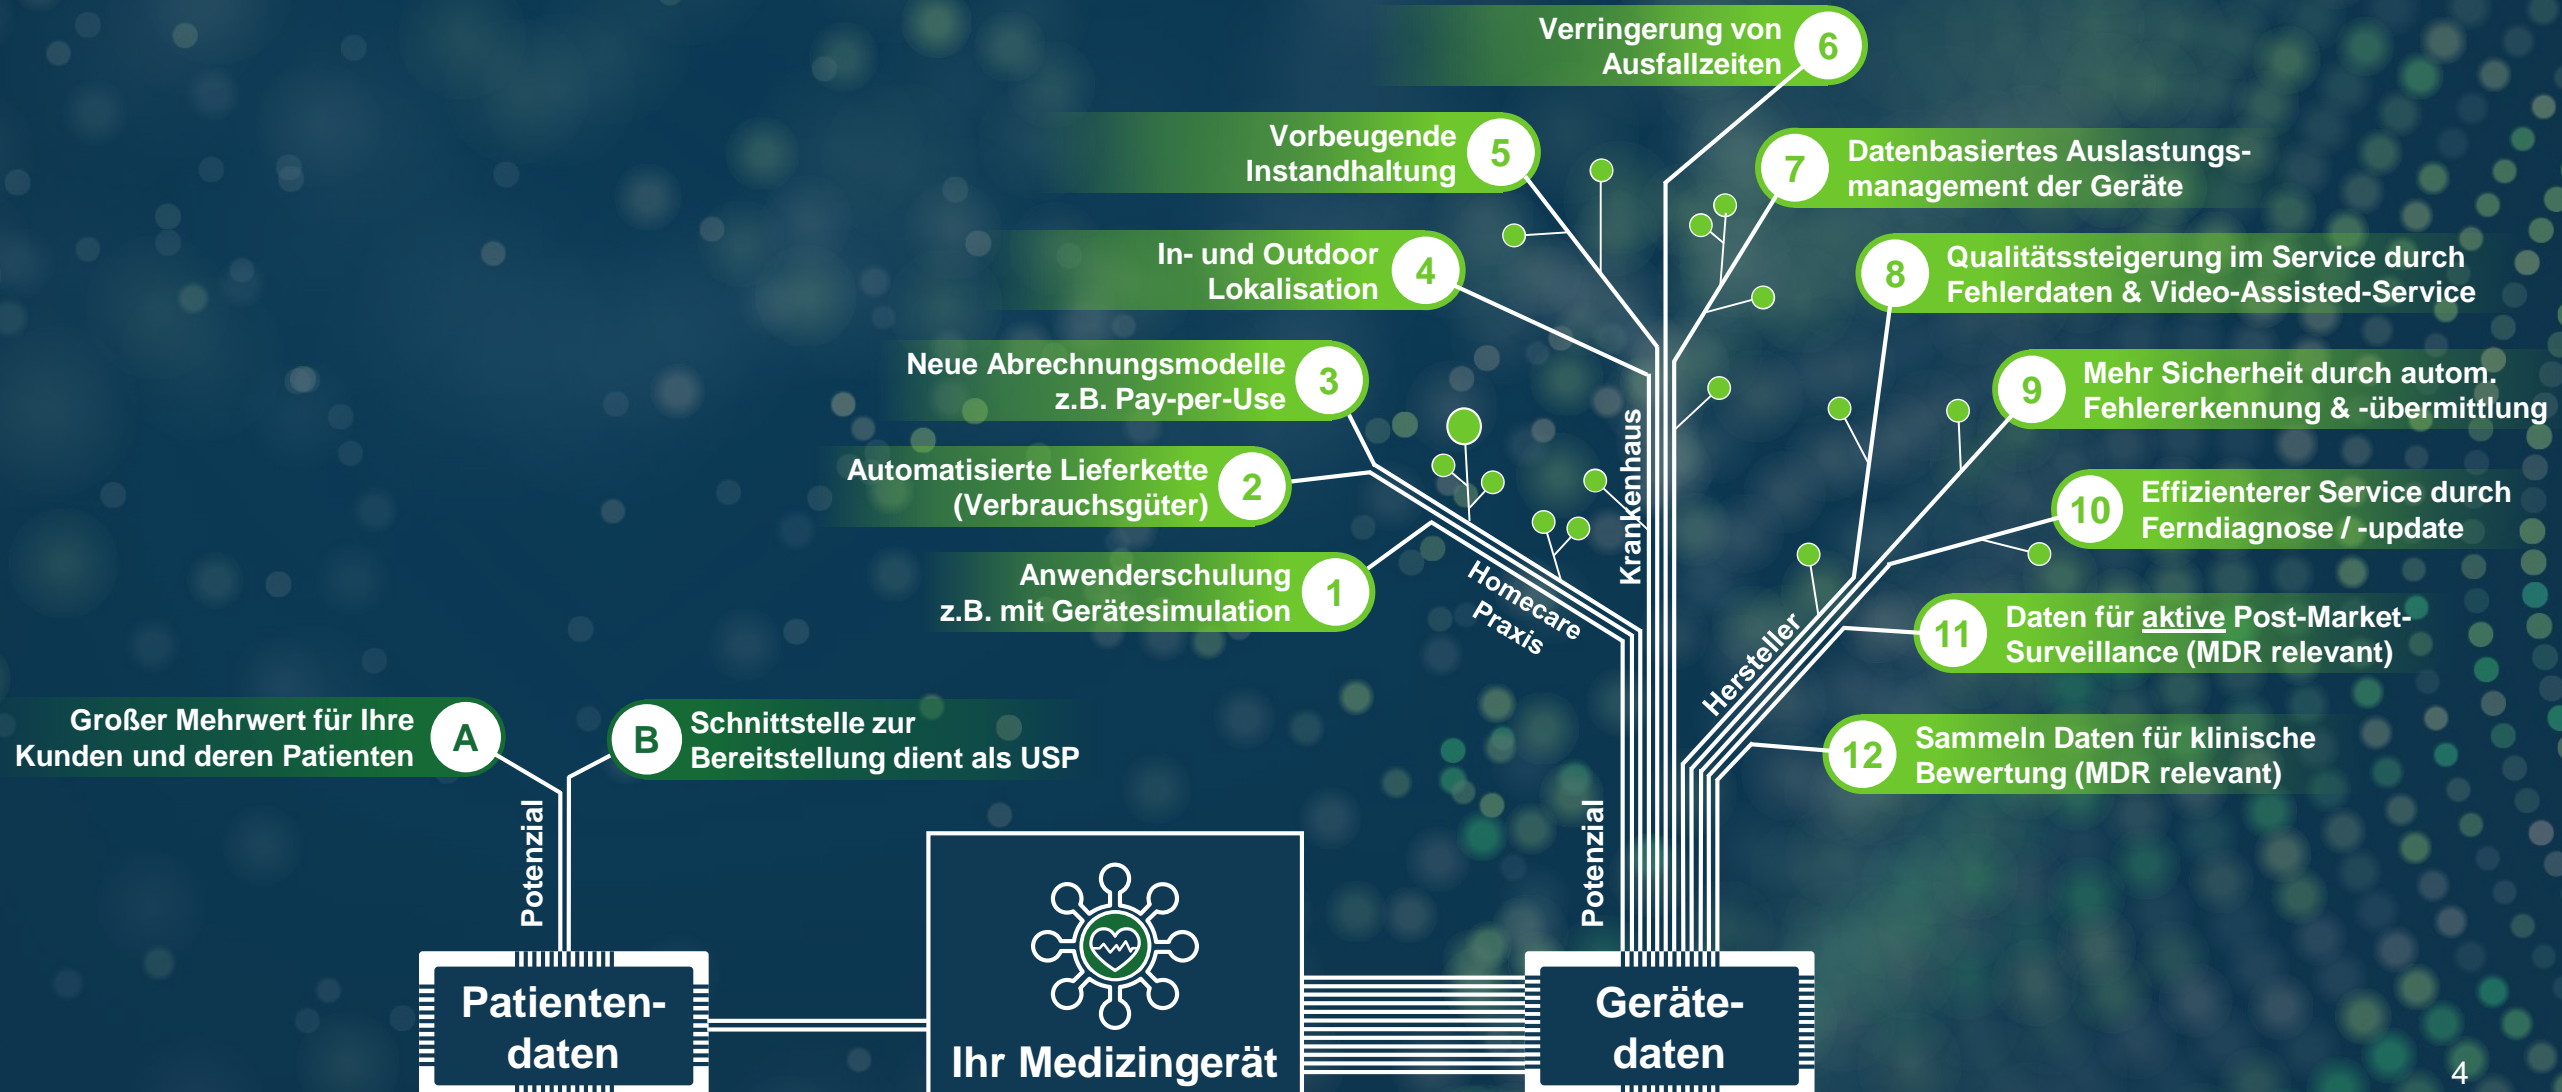 Verringerung von
Ausfallzeiten
6
Vorbeugende
Instandhaltung
5
7
Datenbasiertes Auslastungs-
management der Geräte
In- und Outdoor
Lokalisation
4
8
Qualitätssteigerung im Service durch
Fehlerdaten & Video-Assisted-Service
Neue Abrechnungsmodelle
z.B. Pay-per-Use
3
9
Mehr Sicherheit durch autom.
Fehlererkennung & -übermittlung
Automatisierte Lieferkette
(Verbrauchsgüter)
2
10
Effizienterer Service durch
Ferndiagnose / -update
Anwenderschulung
z.B. mit Gerätesimulation
1
Homecare
Praxis
Krankenhaus
Hersteller
11
Daten für aktive Post-Market-
Surveillance (MDR relevant)
12
Sammeln Daten für klinische
Bewertung (MDR relevant)
Großer Mehrwert für Ihre
Kunden und deren Patienten
A
B
Schnittstelle zur
Bereitstellung dient als USP
Potenzial
Potenzial
Patienten-
daten
Ihr Medizingerät
Geräte-
daten
4